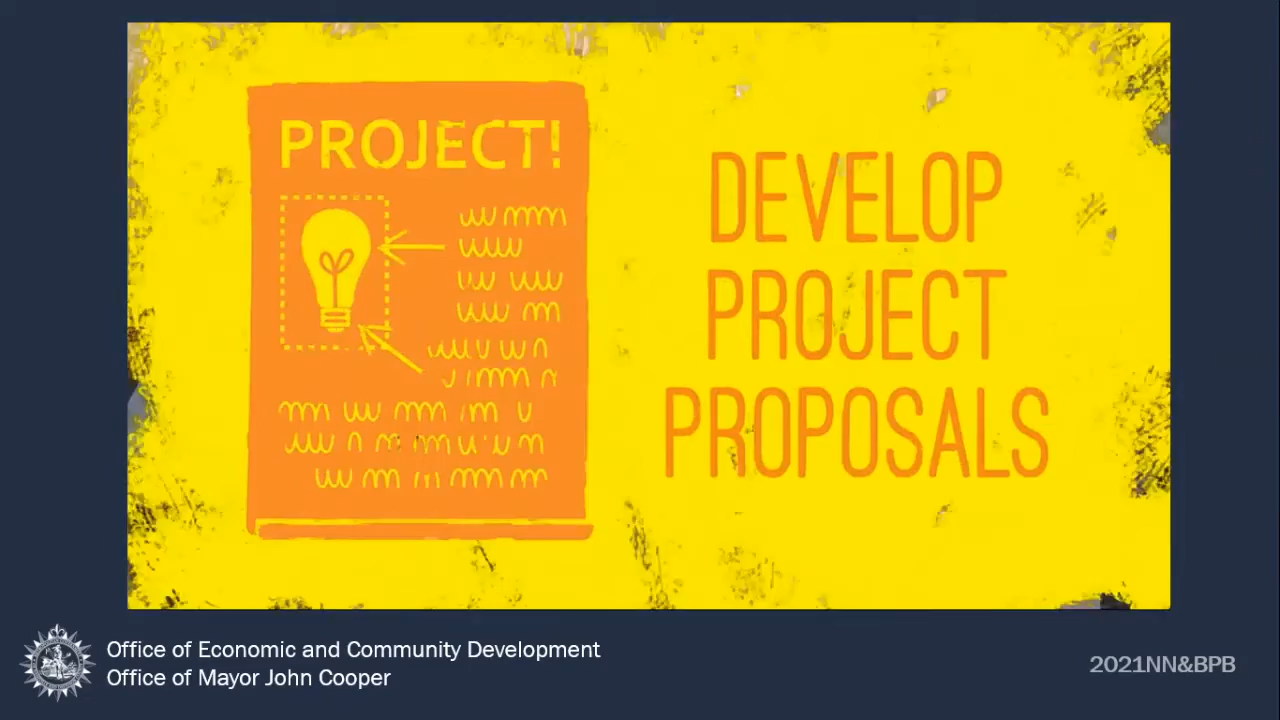 PROJECT!
DEVELOP
PROJECT
PROPOSALS
Office of Economic and Community Development
Office of Mayor John Cooper
2021NN&BPB